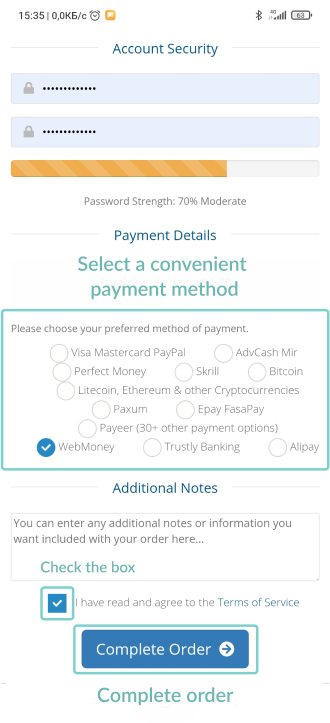 15:35 | 0,0КБ/с
4G
63
Account Security
•••••••••••••
•••••••••••••
Password Strength: 70% Moderate
Payment Details
Select a convenient
payment method
Please choose your preferred method of payment.
Visa Mastercard PayPal AdvCash Mir
Perfect Money Skrill Bitcoin
Litecoin, Ethereum & other Cryptocurrencies
Paxum Epay FasaPay
Payeer (30+ other payment options)
WebMoney Trustly Banking Alipay
Additional Notes
You can enter any additional notes or information you
want included with your order here...
Check the box
I have read and agree to the Terms of Service
Complete Order
Complete order